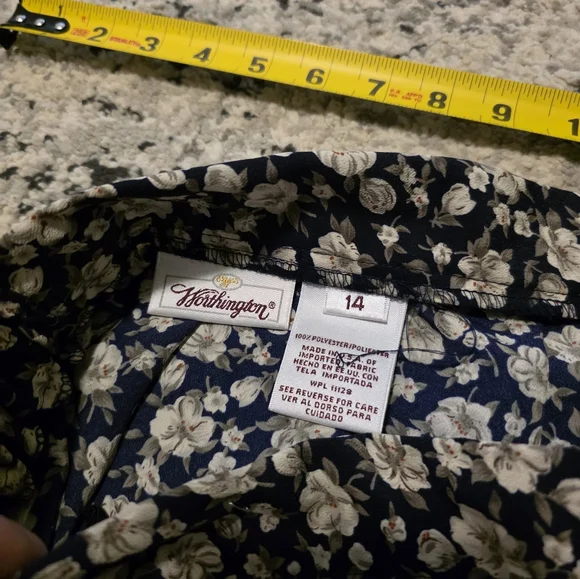 1 2 3 4 5 6 7 8 9
Worthington®
14
100% POLYESTER/POLIESTER
MADE IN U.S.A. OF
IMPORTED FABRIC
HECHO EN EE.UU. CON
TELA IMPORTADA
WPL 11128
SEE REVERSE FOR CARE
VER AL DORSO PARA
CUIDADO